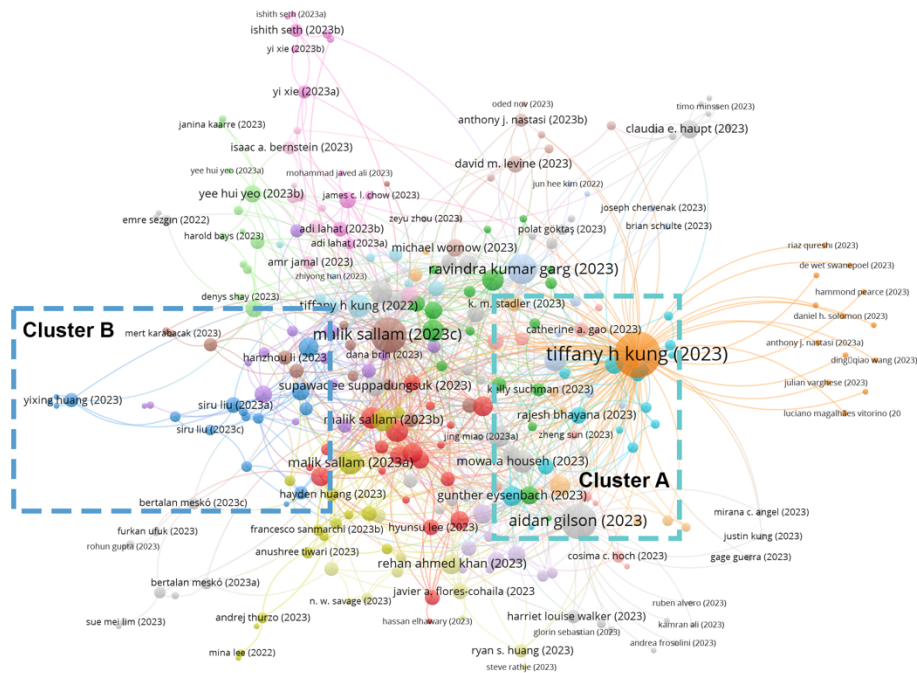 ishith seth (2023a)
ishith seth (2023b)
yi xie (2023b)
yi xie (2023a)
oded nov (2023)
anthony j. nastasi (2023b)
timo minssen (2023)
claudia e. haupt (2023)
janina kaarre (2023)
isaac a. bernstein (2023)
mohammad javed ali (2023)
david m. levine (2023)
yee hui yeo (2023a)
yee hui yeo (2023b)
james c. l. chow (2023)
jun hee kim (2022)
emre sezgin (2022)
zeyu zhou (2023)
joseph chervenak (2023)
harold bays (2023)
adi lahat (2023b)
adi lahat (2023a)
polat göktaş (2023)
brian schulte (2023)
michael wornow (2023)
amr jamal (2023)
riaz qureshi (2023)
zhiyong han (2023)
ravindra kumar garg (2023)
de wet swanepoel (2023)
denys shay (2023)
tiffany h kung (2022)
k. m. stadler (2023)
hammond pearce (2023)
Cluster B
mert karabacak (2023)
malik sallam (2023c)
catherine a. gao (2023)
daniel h. solomon (2023)
hanzhou li (2023)
dana brin (2023)
tiffany h kung (2023)
anthony j. nastasi (2023a)
supawadee suppadungsuk (2023)
kelly suchman (2023)
julian varghese (2023)
yixing huang (2023)
siru liu (2023a)
siru liu (2023c)
malik sallam (2023b)
rajesh bhayana (2023)
luciano magalhães vitorino (20
jing miao (2023a)
zheng sun (2023)
malik sallam (2023a)
mowafa househ (2023)
Cluster A
hayden huang (2023)
gunther eysenbach (2023)
bertalan meskó (2023c)
mirana c. angel (2023)
furkan ufuk (2023)
francesco sanmarchi (2023b)
hyunsu lee (2023)
aidan gilson (2023)
justin kung (2023)
rohun gupta (2023)
anushree tiwari (2023)
cosima c. hoch (2023)
gage guerra (2023)
rehan ahmed khan (2023)
bertalan meskó (2023a)
javier a. flores-cohaila (2023)
n. w. savage (2023)
ruben alvero (2023)
sue mei lim (2023)
andrej thurzo (2023)
hassan elhawary (2023)
harriet louise walker (2023)
kamran ali (2023)
glorin sebastian (2023)
andrea frosolini (2023)
mina lee (2022)
ryan s. huang (2023)
steve rathje (2023)